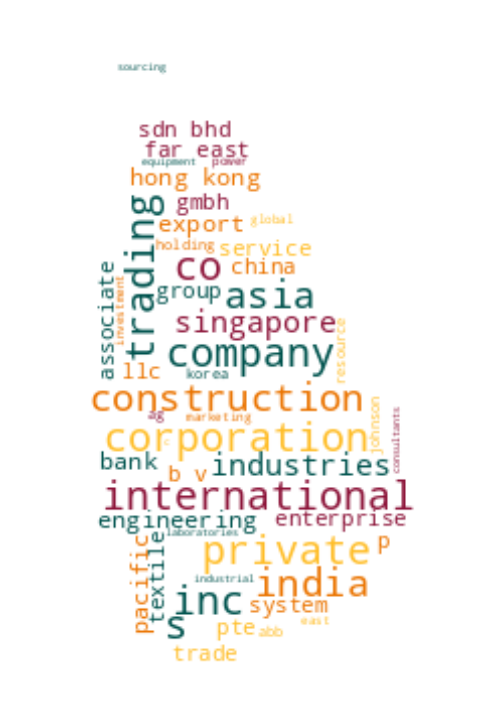 sourcing
sdn bhd
far east
equipment power
hong kong
trading
gmbh
export global
holding service
co china
associate
investment
group asia
singapore
company
resource
llc korea
construction
ag marketing
johnson
consultants
corporation
c
bank b v industries
international
engineering enterprise
laboratories
pacific
textile
private p
industrial india
inc system
s
pte abb east
trade